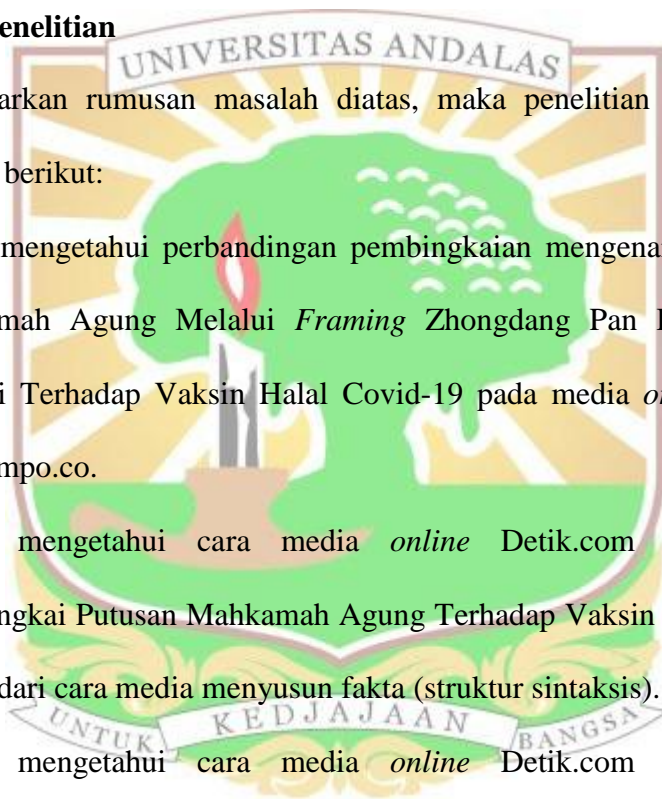 enelitian
UNIVERSITAS ANDALAS
arkan rumusan masalah diatas, maka penelitian
berikut:
mengetahui perbandingan pembingkaian mengena
mah Agung Melalui Framing Zhongdang Pan
i Terhadap Vaksin Halal Covid-19 pada media o
mpo.co.
mengetahui cara media online Detik.com
ngkai Putusan Mahkamah Agung Terhadap Vaksin
dari cara media menyusun fakta (struktur sintaksis).
UNTUK KEDJAJAAN BANGSA
mengetahui cara media online Detik.com